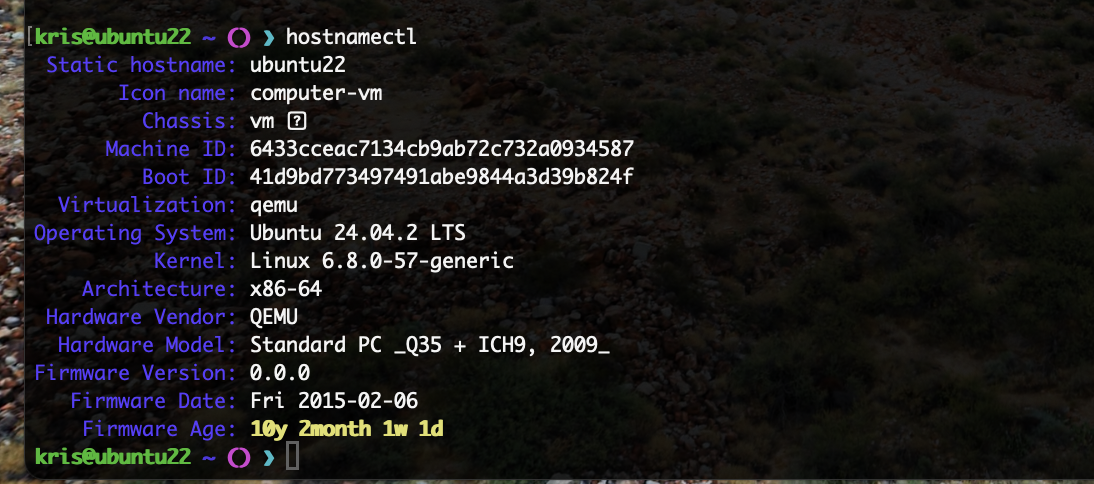 [kris@ubuntu22 ~ () ❯ hostnamectl
Static hostname: ubuntu22
Icon name: computer-vm
Chassis: vm
Machine ID: 6433cceac7134cb9ab72c732a0934587
Boot ID: 41d9bd773497491abe9844a3d39b824f
Virtualization: qemu
Operating System: Ubuntu 24.04.2 LTS
Kernel: Linux 6.8.0-57-generic
Architecture: x86-64
Hardware Vendor: QEMU
Hardware Model: Standard PC _Q35 + ICH9, 2009_
Firmware Version: 0.0.0
Firmware Date: Fri 2015-02-06
Firmware Age: 10y 2month 1w 1d
kris@ubuntu22 ~ () ❯